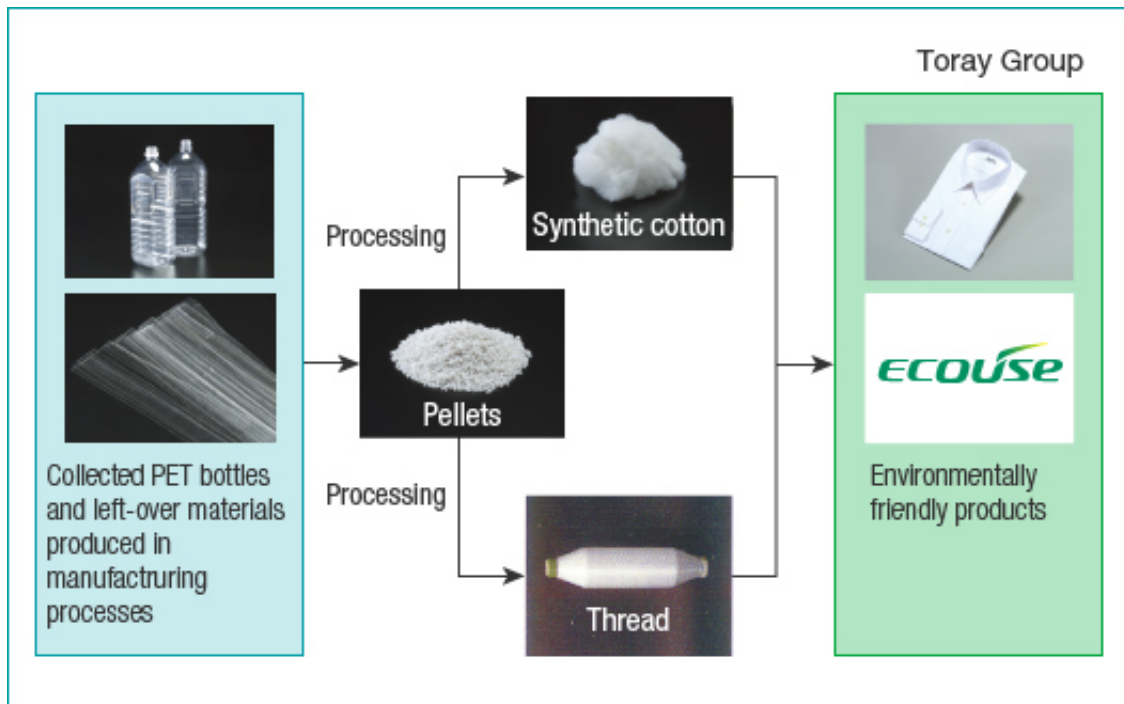 Toray Group
Collected PET bottles
and left-over materials
produced in
manufactruring
processes
Processing
Synthetic cotton
Pellets
Processing
Thread
ECOUSE
Environmentally
friendly products